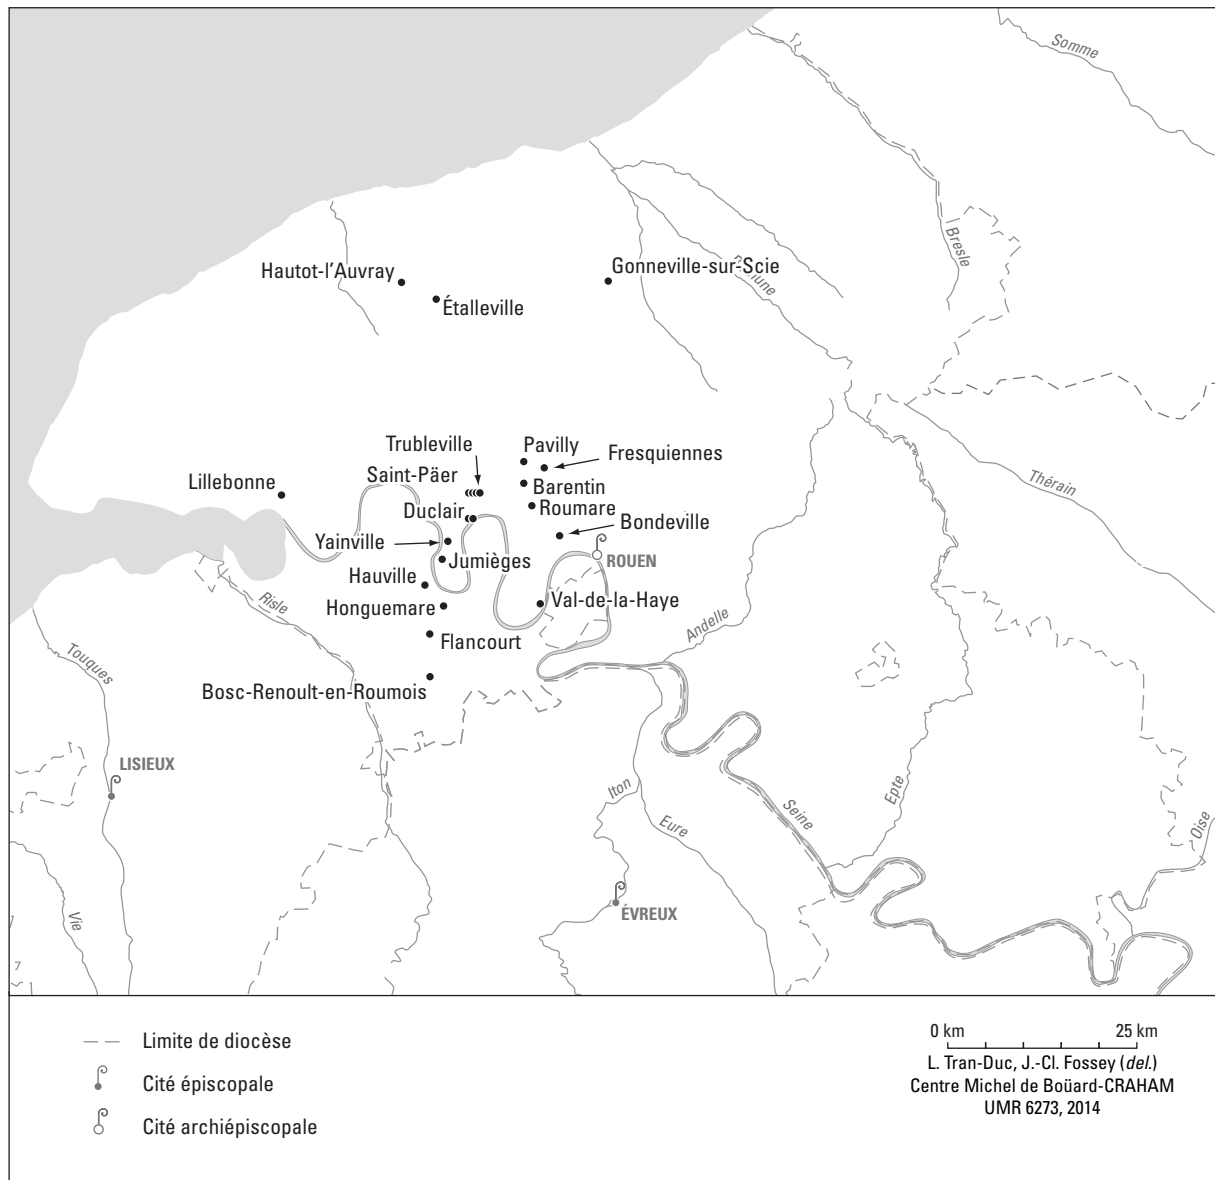 Somme
Bresle
Hautot-l'Auvray
Gonneville-sur-Scie
Étalleville
Trubleville
Pavilly
Fresquiennes
Saint-Päer
Lillebonne
Barentin
Thérain
Duclair
Roumare
Bondeville
Yainville
Jumièges
ROUEN
Hauville
Risle
Honguemare
Val-de-la-Haye
Andelle
Flancourt
Touques
Bosc-Renoult-en-Roumois
LISIEUX
Iton
Epte
Seine
Eure
Oise
Vie
ÉVREUX
7
Limite de diocèse
Cité épiscopale
Cité archiépiscopale
0 km 25 km
L. Tran-Duc, J.-Cl. Fossey (del.)
Centre Michel de Boüard-CRAHAM
UMR 6273, 2014